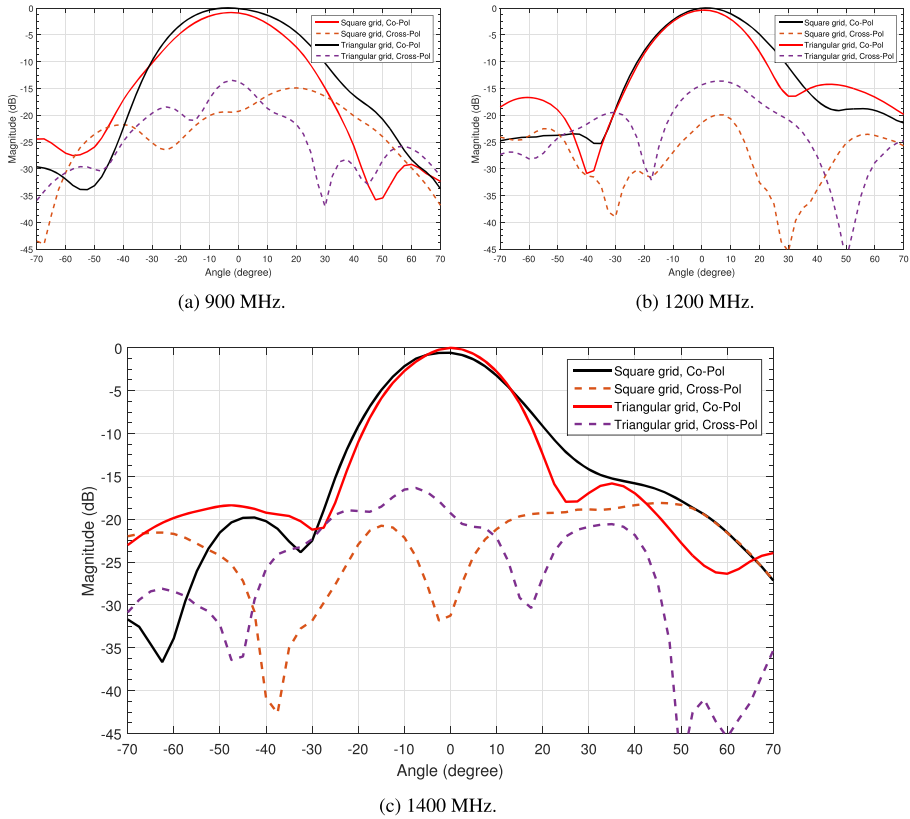 0
-5
-10
-15
-20
-25
-30
-35
-40
-45
Magnitude (dB)
-70 -60 -50 -40 -30 -20 -10 0 10 20 30 40 50 60 70
Angle (degree)
Square grid, Co-Pol
Square grid, Cross-Pol
Triangular grid, Co-Pol
Triangular grid, Cross-Pol
(a) 900 MHz.
0
-5
-10
-15
-20
-25
-30
-35
-40
-45
Magnitude (dB)
-70 -60 -50 -40 -30 -20 -10 0 10 20 30 40 50 60 70
Angle (degree)
Square grid, Co-Pol
Square grid, Cross-Pol
Triangular grid, Co-Pol
Triangular grid, Cross-Pol
(b) 1200 MHz.
0
-5
-10
-15
-20
-25
-30
-35
-40
-45
Magnitude (dB)
-70 -60 -50 -40 -30 -20 -10 0 10 20 30 40 50 60 70
Angle (degree)
Square grid, Co-Pol
Square grid, Cross-Pol
Triangular grid, Co-Pol
Triangular grid, Cross-Pol
(c) 1400 MHz.